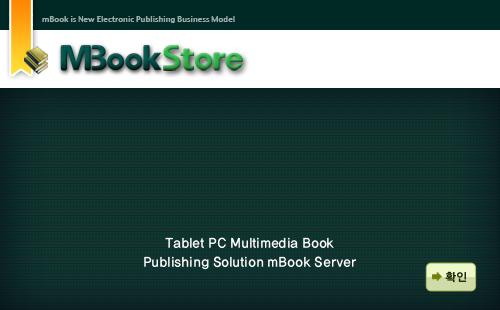 mBook is New Electronic Publishing Business Model
MBookStore
Tablet PC Multimedia Book
Publishing Solution mBook Server
확인